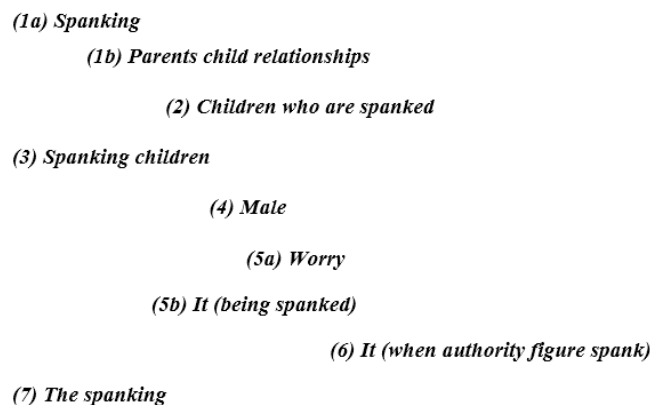 (1a) Spanking
(1b) Parents child relationships
(2) Children who are spanked
(3) Spanking children
(4) Male
(5a) Worry
(5b) It (being spanked)
(6) It (when authority figure spank)
(7) The spanking